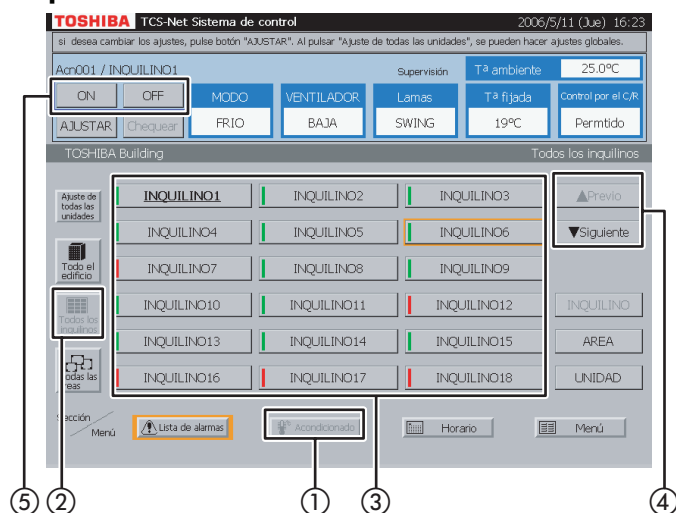 TOSHIBA TCS-Net Sistema de control 2006/5/11 (Jue) 16:23
si desea cambiar los ajustes, pulse botón "AJUSTAR". Al pulsar "Ajuste de todas las unidades", se pueden hacer ajustes globales.
Acn001 / INQUILINO1 Supervisión Tª ambiente 25.0ºC
ON OFF MODO VENTILADOR Lamas Tª fijada Control por el C/R
AJUSTAR Chequear FRIO BAJA SWING 19ºC Permtido
TOSHIBA Building Todos los inquilinos
Ajuste de todas las unidades
INQUILINO1 INQUILINO2 INQUILINO3 ▲Previo
INQUILINO4 INQUILINO5 INQUILINO6 ▼Siguiente
Todo el edificio
INQUILINO7 INQUILINO8 INQUILINO9
Todos los inquilinos
INQUILINO10 INQUILINO11 INQUILINO12 INQUILINO
INQUILINO13 INQUILINO14 INQUILINO15 AREA
Todas las reas
INQUILINO16 INQUILINO17 INQUILINO18 UNIDAD
Sección / Menú Lista de alarmas Acondicionado Horario Menú
⑤ ② ① ③ ④